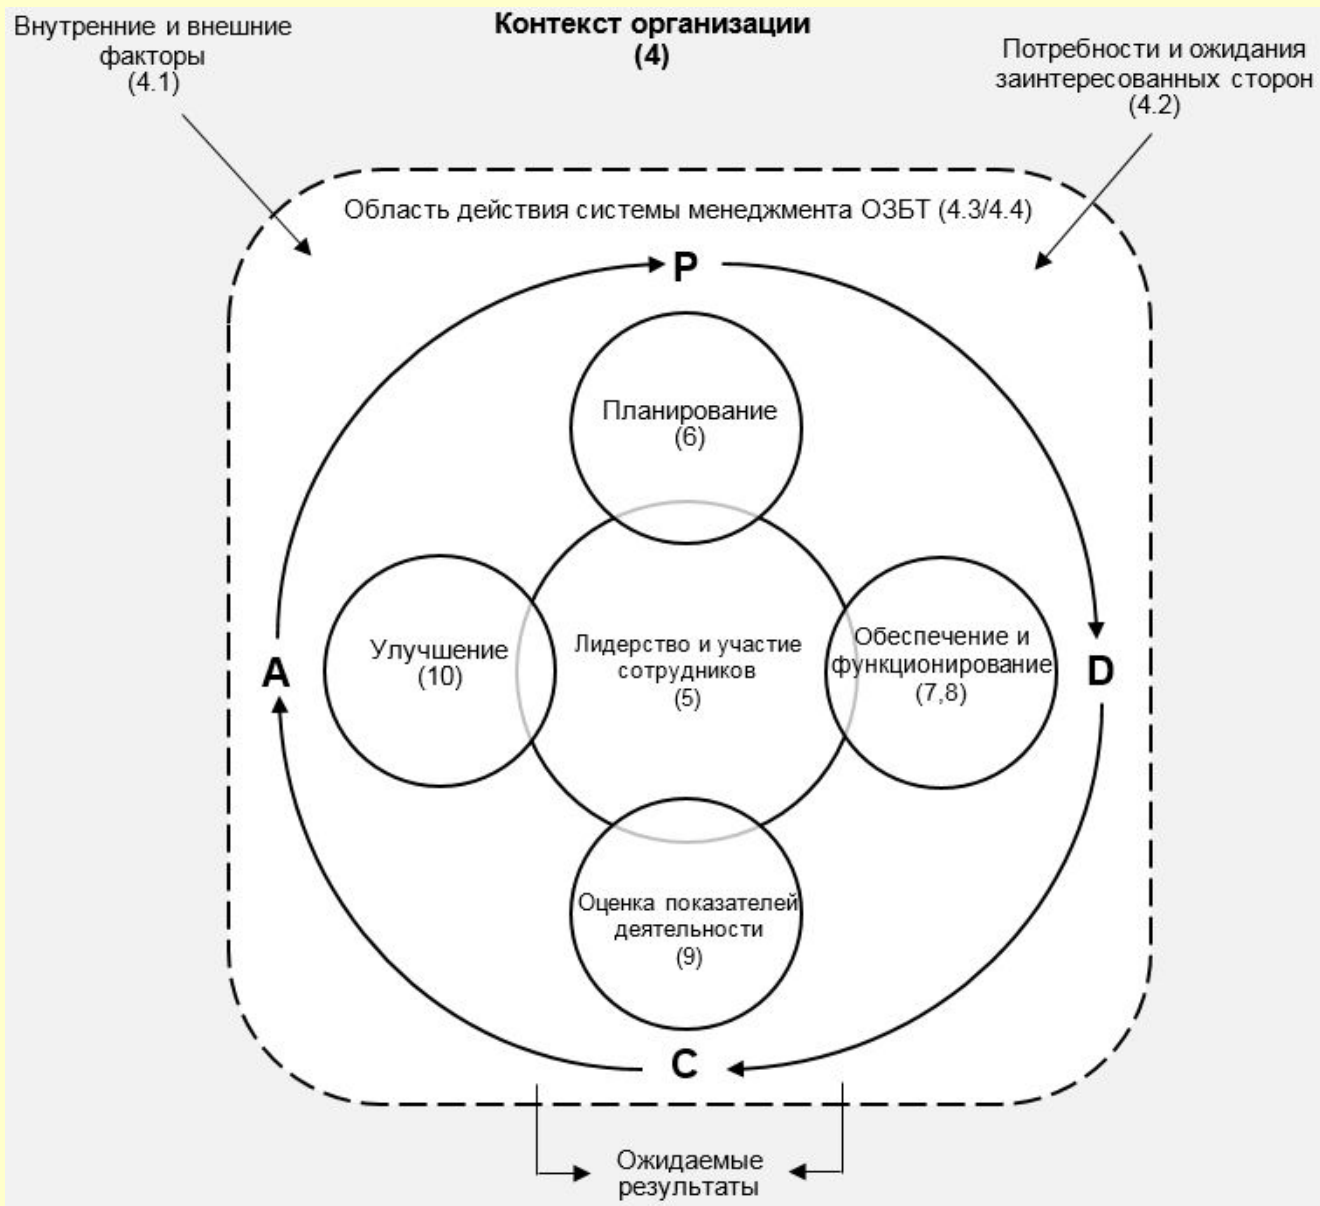 Контекст организации
(4)
Внутренние и внешние
факторы
(4.1)
Потребности и ожидания
заинтересованных сторон
(4.2)
Область действия системы менеджмента ОЗБТ (4.3/4.4)
P
Планирование
(6)
Улучшение
(10)
Лидерство и участие
сотрудников
(5)
Обеспечение и
функционирование
(7,8)
A
D
Оценка показателей
деятельности
(9)
C
Ожидаемые
результаты